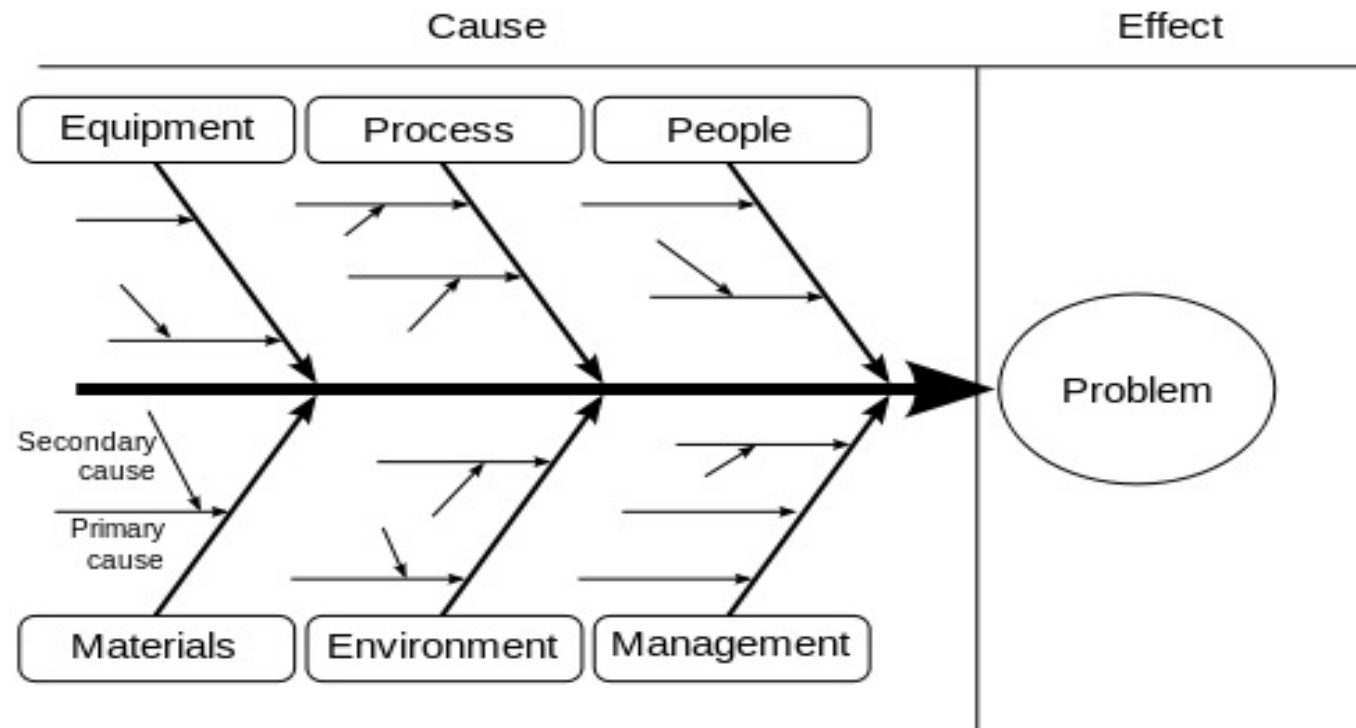 Cause
Effect
Equipment
Process
People
Problem
Secondary
cause
Primary
cause
Materials
Environment
Management